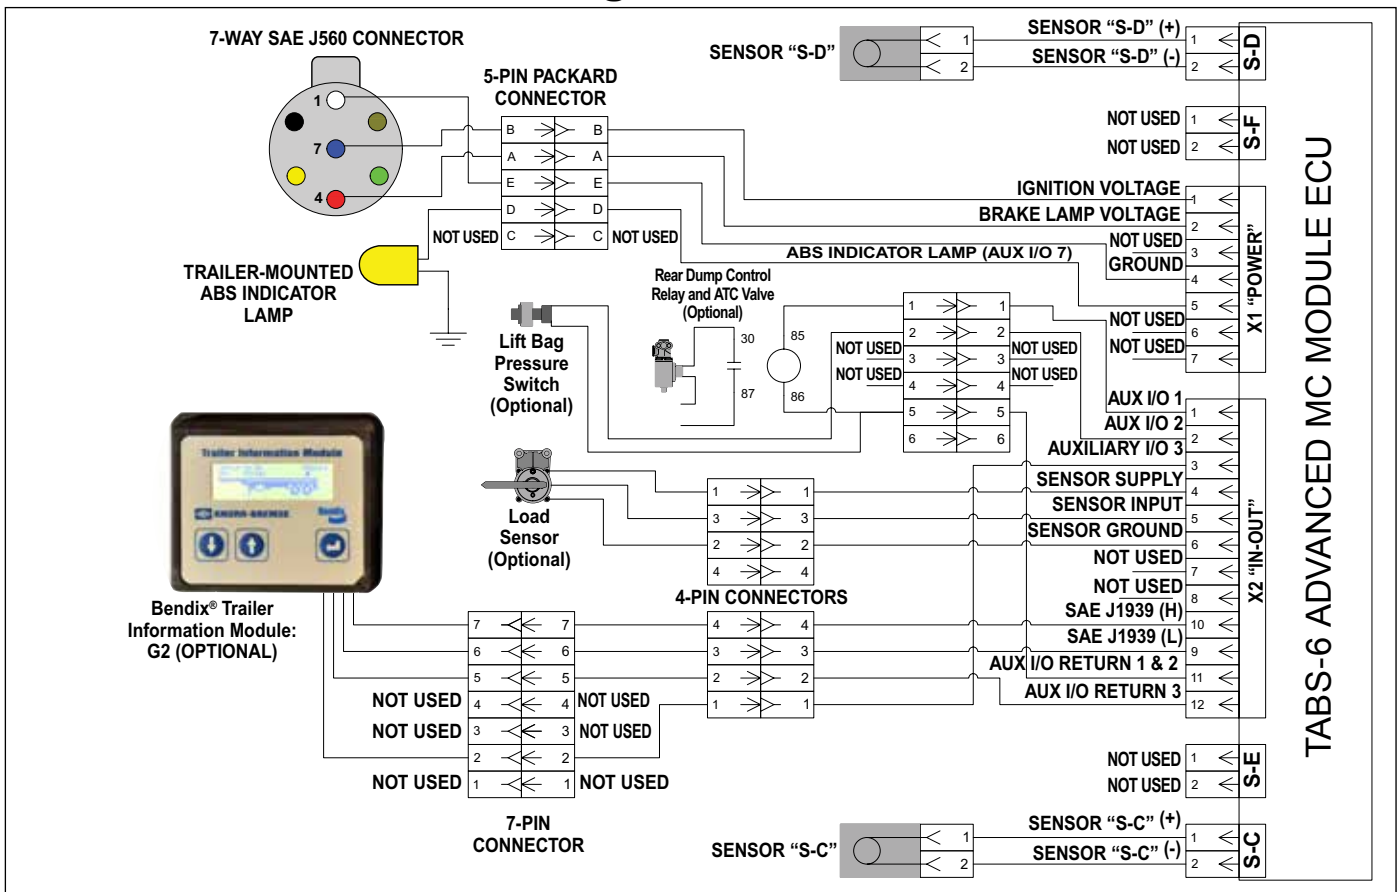 7-WAY SAE J560 CONNECTOR
1
7
4
5-PIN PACKARD
CONNECTOR
B B
A A
E E
D D
NOT USED C C NOT USED
TRAILER-MOUNTED
ABS INDICATOR
LAMP
SENSOR “S-D”
1
2
SENSOR “S-D” (+)
SENSOR “S-D” (-)
1
2
S-D
NOT USED 1
NOT USED 2
S-F
IGNITION VOLTAGE 1
BRAKE LAMP VOLTAGE 2
NOT USED 3
GROUND 4
ABS INDICATOR LAMP (AUX I/O 7) 5
NOT USED 6
NOT USED 7
X1 “POWER”
TABS-6 ADVANCED MC MODULE ECU
Rear Dump Control
Relay and ATC Valve
(Optional)
30
87
85
86
Lift Bag
Pressure
Switch
(Optional)
1 1
2 2
NOT USED 3 3 NOT USED
NOT USED 4 4 NOT USED
5 5
6 6
AUX I/O 1 1
AUX I/O 2 2
AUXILIARY I/O 3 3
SENSOR SUPPLY 4
SENSOR INPUT 5
SENSOR GROUND 6
NOT USED 7
NOT USED 8
SAE J1939 (H) 10
SAE J1939 (L) 9
AUX I/O RETURN 1 & 2 11
AUX I/O RETURN 3 12
X2 “IN-OUT”
Load
Sensor
(Optional)
1 1
3 3
2 2
4 4
4-PIN CONNECTORS
4 4
3 3
2 2
1 1
Trailer Information Module
KNORR-BREMSE
Bendix
Bendix® Trailer
Information Module:
G2 (OPTIONAL)
7 7
6 6
5 5
NOT USED 4 4 NOT USED
NOT USED 3 3 NOT USED
2 2
NOT USED 1 1 NOT USED
7-PIN
CONNECTOR
NOT USED 1
NOT USED 2
S-E
SENSOR “S-C”
1
2
SENSOR “S-C” (+)
SENSOR “S-C” (-)
1
2
S-C